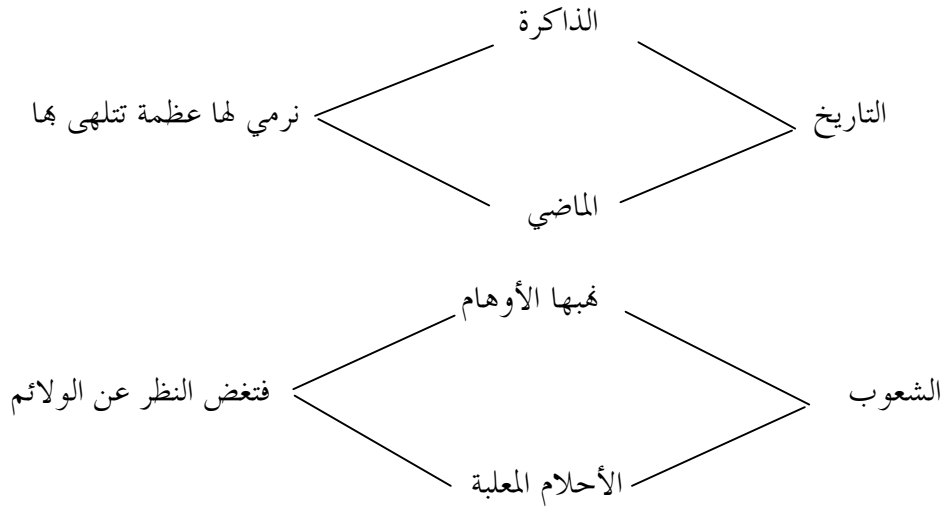 الذاكرة
التاريخ
نرمي لها عظمة تتلهى بها
الماضي
نهبها الأوهام
الشعوب
فتغض النظر عن الولائم
الأحلام المعلبة